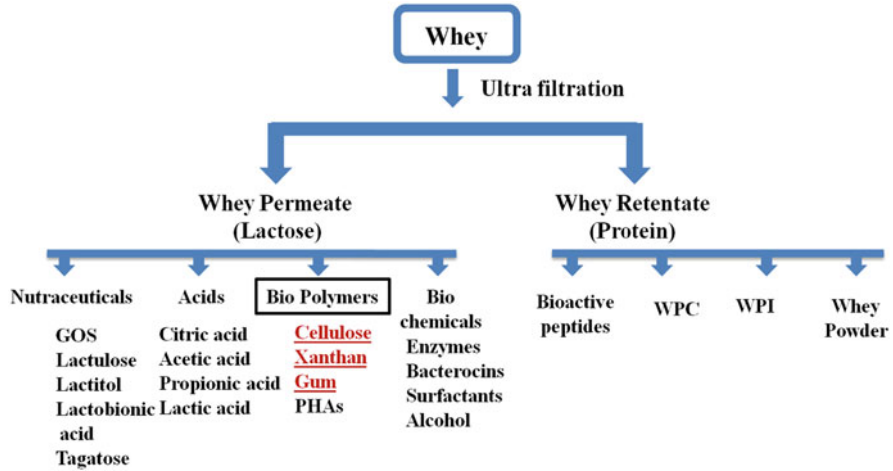 Whey
Ultra filtration
Whey Permeate
(Lactose)
Whey Retentate
(Protein)
Nutraceuticals
GOS
Lactulose
Lactitol
Lactobionic
acid
Tagatose
Acids
Citric acid
Acetic acid
Propionic acid
Lactic acid
Bio Polymers
Cellulose
Xanthan
Gum
PHAs
Bio
chemicals
Enzymes
Bacterocins
Surfactants
Alcohol
Bioactive
peptides
WPC
WPI
Whey
Powder